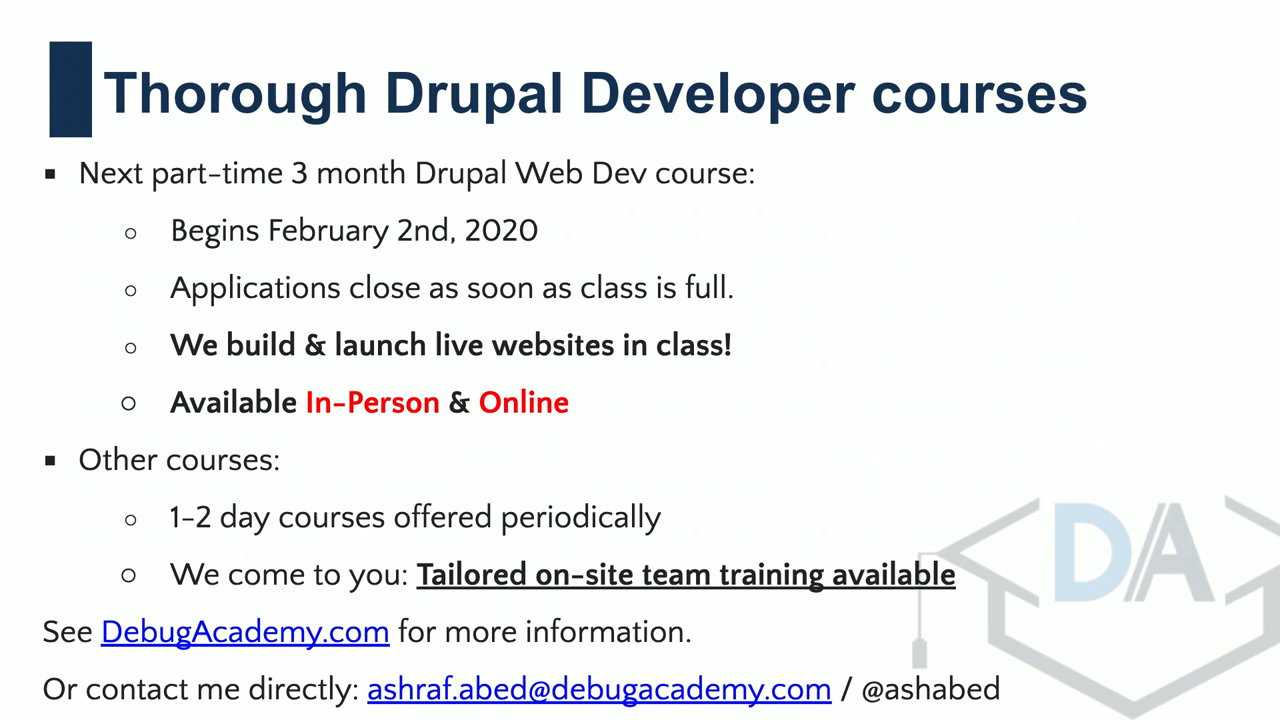 Thorough Drupal Developer courses
▪ Next part-time 3 month Drupal Web Dev course:
○ Begins February 2nd, 2020
○ Applications close as soon as class is full.
○ We build & launch live websites in class!
○ Available In-Person & Online
▪ Other courses:
○ 1-2 day courses offered periodically
○ We come to you: Tailored on-site team training available
See DebugAcademy.com for more information.
Or contact me directly: ashraf.abed@debugacademy.com / @ashabed
DA